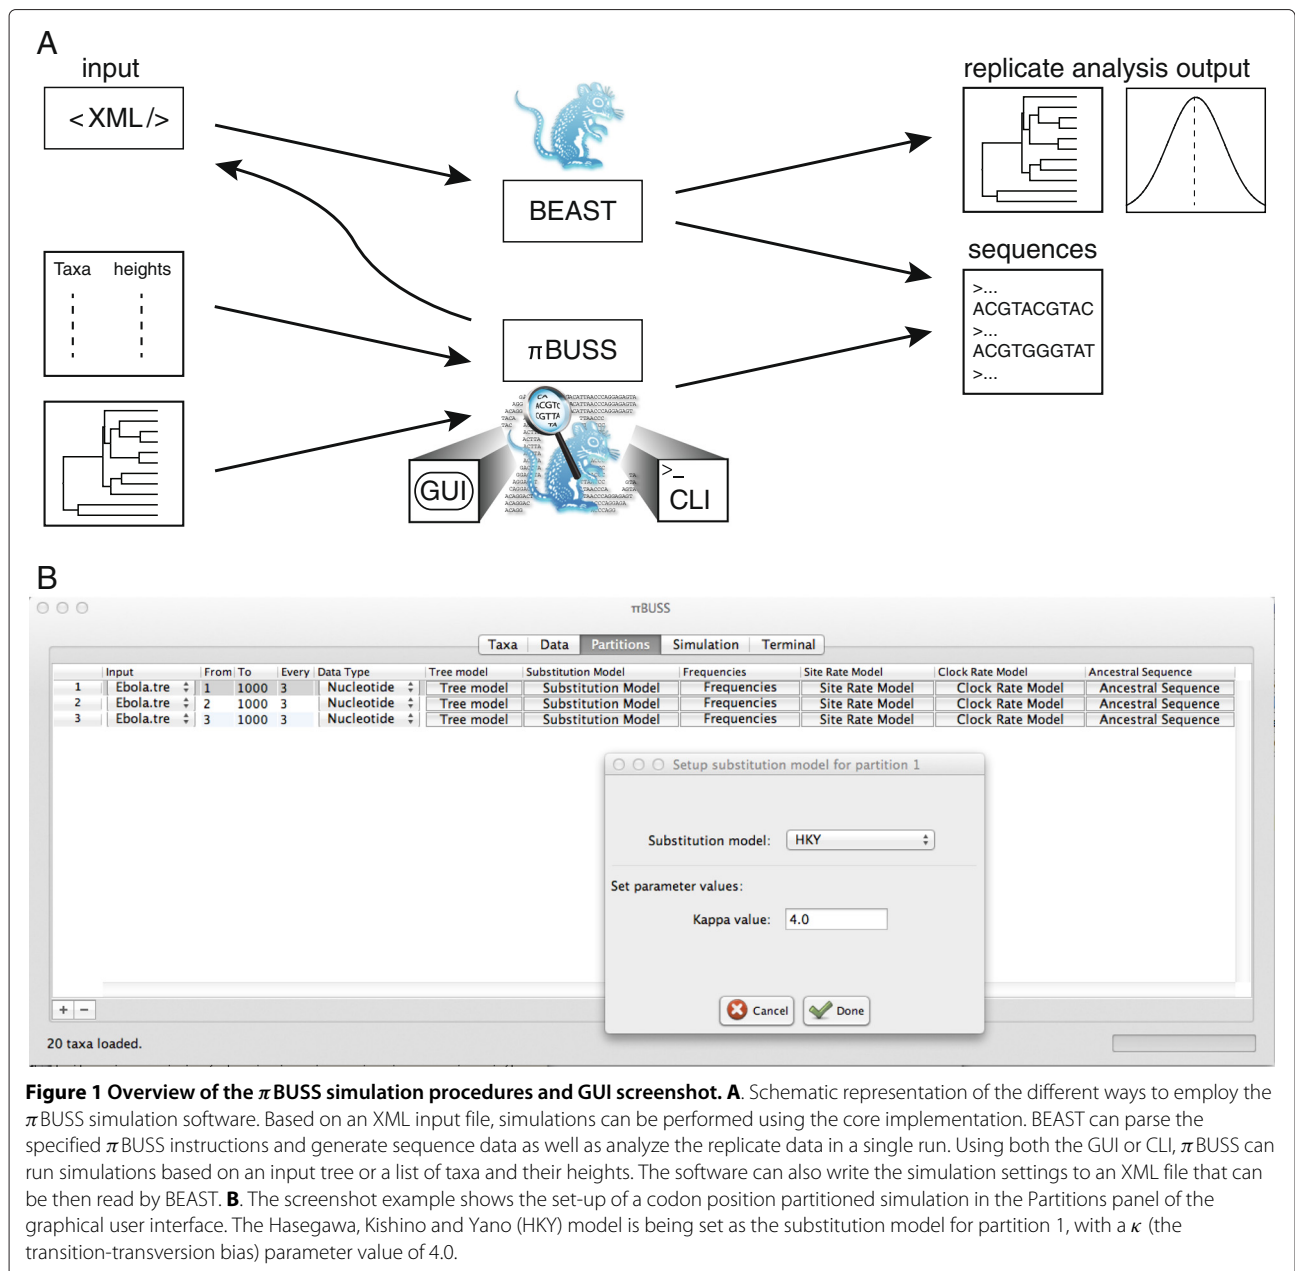 A
input
replicate analysis output
<XML/>
BEAST
sequences
Taxa heights
>...
ACGTACGTAC
>...
ACGTGGGTAT
>...
πBUSS
GUI
>_
CLI
B
πBUSS
Taxa Data Partitions Simulation Terminal
Input From To Every Data Type Tree model Substitution Model Frequencies Site Rate Model Clock Rate Model Ancestral Sequence
1 Ebola.tre 1 1000 3 Nucleotide Tree model Substitution Model Frequencies Site Rate Model Clock Rate Model Ancestral Sequence
2 Ebola.tre 2 1000 3 Nucleotide Tree model Substitution Model Frequencies Site Rate Model Clock Rate Model Ancestral Sequence
3 Ebola.tre 3 1000 3 Nucleotide Tree model Substitution Model Frequencies Site Rate Model Clock Rate Model Ancestral Sequence
Setup substitution model for partition 1
Substitution model: HKY
Set parameter values:
Kappa value: 4.0
Cancel Done
+ −
20 taxa loaded.
Figure 1 Overview of the πBUSS simulation procedures and GUI screenshot. A. Schematic representation of the different ways to employ the
πBUSS simulation software. Based on an XML input file, simulations can be performed using the core implementation. BEAST can parse the
specified πBUSS instructions and generate sequence data as well as analyze the replicate data in a single run. Using both the GUI or CLI, πBUSS can
run simulations based on an input tree or a list of taxa and their heights. The software can also write the simulation settings to an XML file that can
be then read by BEAST. B. The screenshot example shows the set-up of a codon position partitioned simulation in the Partitions panel of the
graphical user interface. The Hasegawa, Kishino and Yano (HKY) model is being set as the substitution model for partition 1, with a κ (the
transition-transversion bias) parameter value of 4.0.